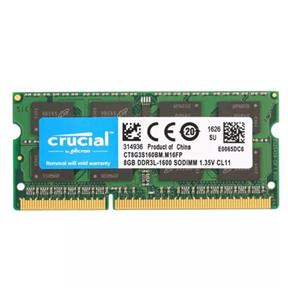 crucial
by Micron
Removal will void warranty
1626
SU
314936 Product of China
E0065DC6
CT8G3S160BM.M16FP
8GB DDR3L-1600 SODIMM 1.35V CL11